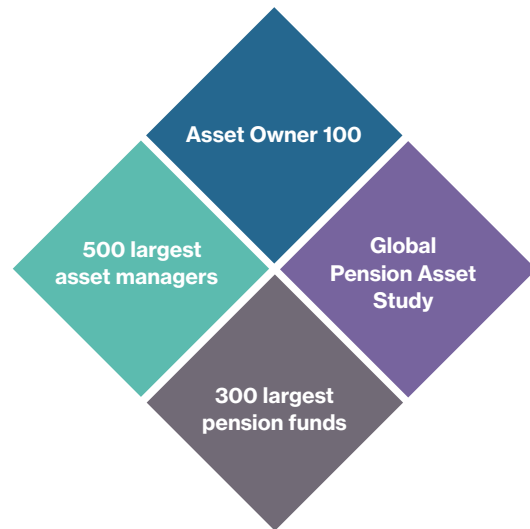 Asset Owner 100
500 largest
asset managers
Global
Pension Asset
Study
300 largest
pension funds